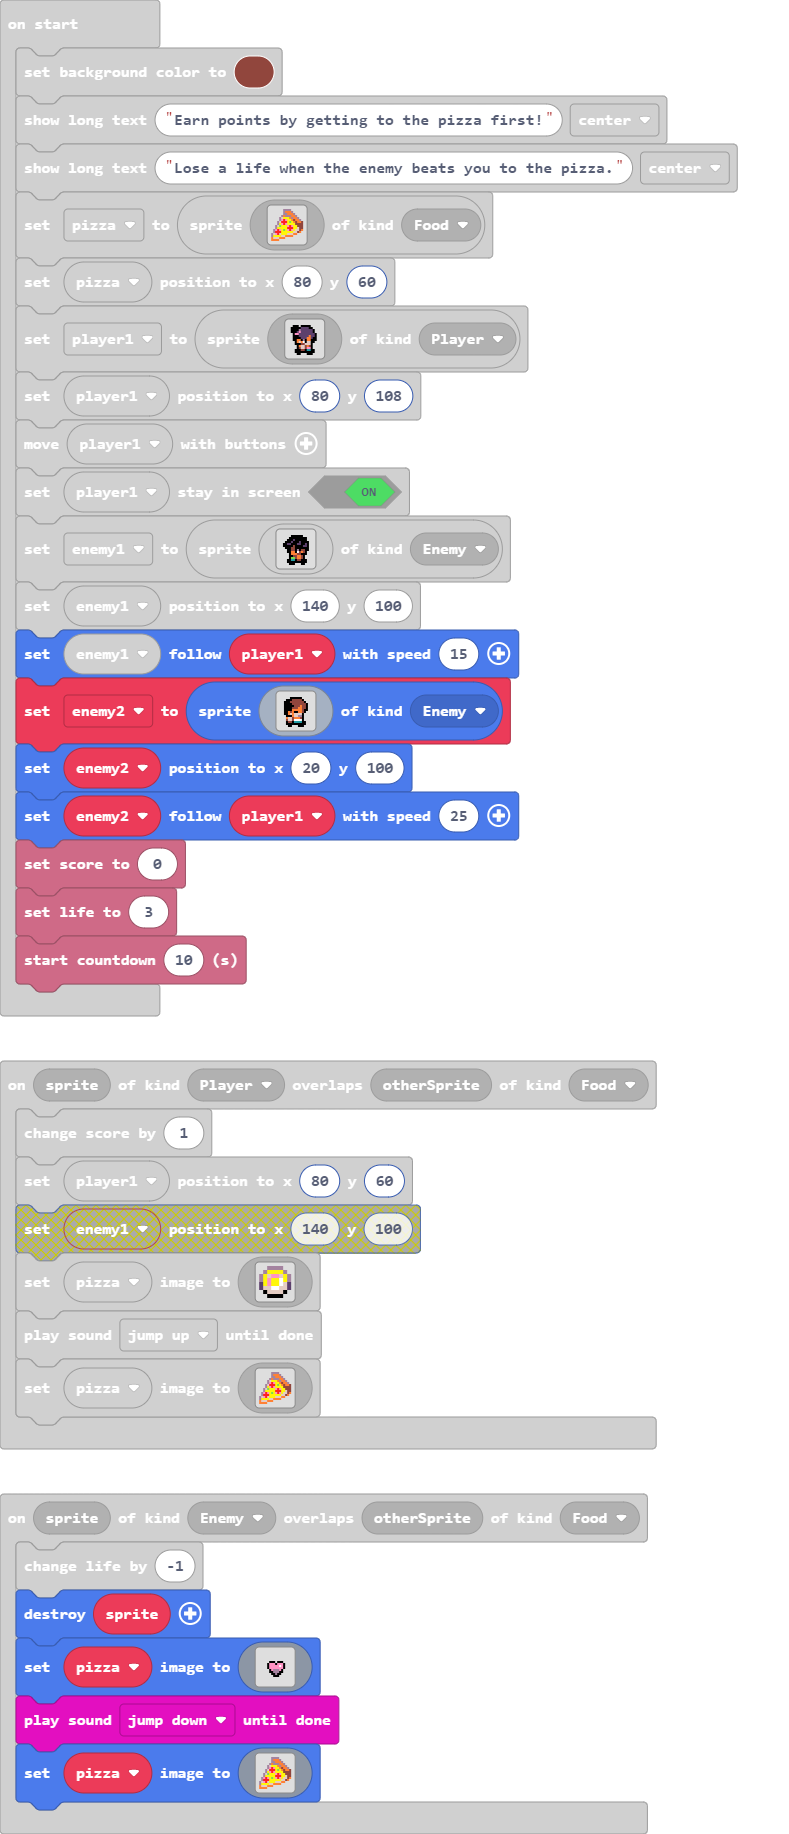 on start
set background color to
show long text "Earn points by getting to the pizza first!" center
show long text "Lose a life when the enemy beats you to the pizza." center
set pizza to sprite of kind Food
set pizza position to x 80 y 60
set player1 to sprite of kind Player
set player1 position to x 80 y 108
move player1 with buttons
set player1 stay in screen ON
set enemy1 to sprite of kind Enemy
set enemy1 position to x 140 y 100
set enemy1 follow player1 with speed 15
set enemy2 to sprite of kind Enemy
set enemy2 position to x 20 y 100
set enemy2 follow player1 with speed 25
set score to 0
set life to 3
start countdown 10 (s)
on sprite of kind Player overlaps otherSprite of kind Food
change score by 1
set player1 position to x 80 y 60
set enemy1 position to x 140 y 100
set pizza image to
play sound jump up until done
set pizza image to
on sprite of kind Enemy overlaps otherSprite of kind Food
change life by -1
destroy sprite
set pizza image to
play sound jump down until done
set pizza image to